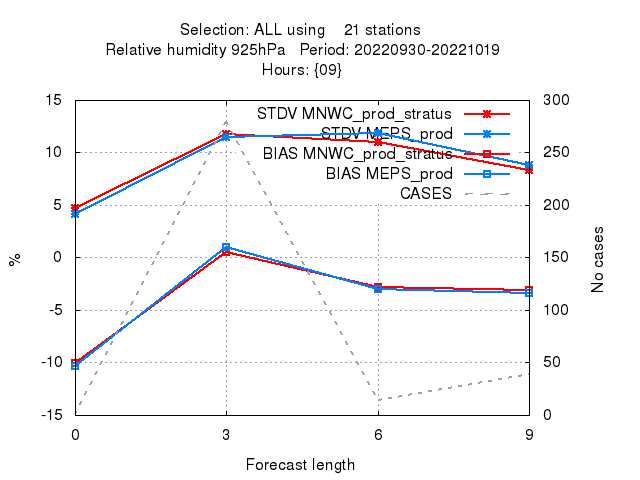 Selection: ALL using 21 stations
Relative humidity 925hPa Period: 20220930-20221019
Hours: {09}
15 300
STDV MNWC_prod_stratus
STDV MEPS_prod
10 250
BIAS MNWC_prod_stratus
BIAS MEPS_prod
CASES
5 200
0 150
% No cases
-5 100
-10 50
-15 0
0 3 6 9
Forecast length